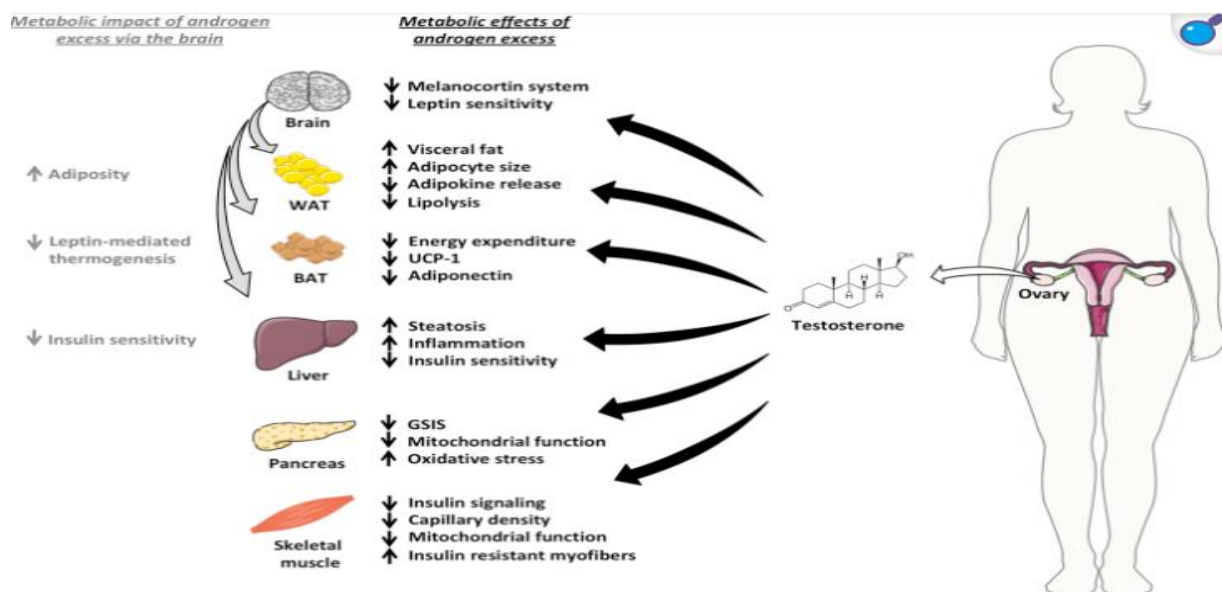 Metabolic impact of androgen
excess via the brain
Metabolic effects of
androgen excess
Brain
↓ Melanocortin system
↓ Leptin sensitivity
↑ Adiposity
WAT
↑ Visceral fat
↑ Adipocyte size
↓ Adipokine release
↓ Lipolysis
↓ Leptin-mediated
thermogenesis
BAT
↓ Energy expenditure
↓ UCP-1
↓ Adiponectin
↓ Insulin sensitivity
Liver
↑ Steatosis
↑ Inflammation
↓ Insulin sensitivity
Pancreas
↓ GSIS
↓ Mitochondrial function
↑ Oxidative stress
Skeletal
muscle
↓ Insulin signaling
↓ Capillary density
↓ Mitochondrial function
↑ Insulin resistant myofibers
OH
H
H H
O
Testosterone
Ovary